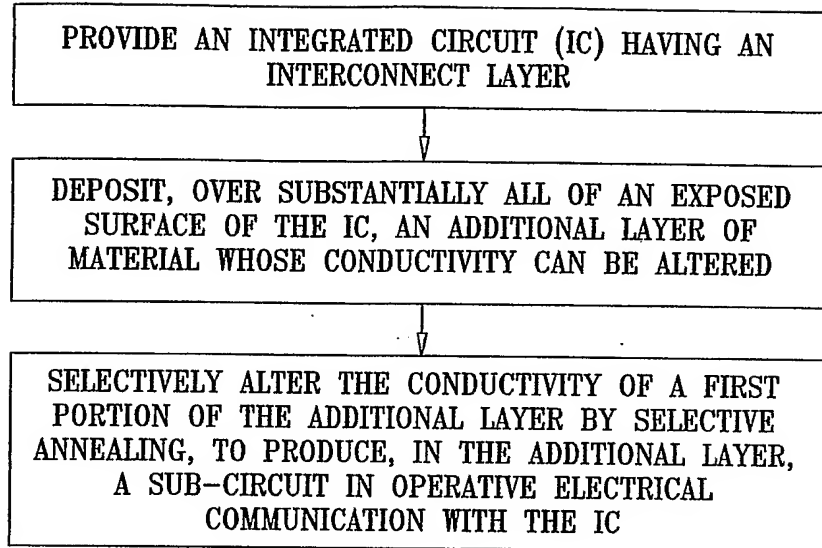 PROVIDE AN INTEGRATED CIRCUIT (IC) HAVING AN
INTERCONNECT LAYER
DEPOSIT, OVER SUBSTANTIALLY ALL OF AN EXPOSED
SURFACE OF THE IC, AN ADDITIONAL LAYER OF
MATERIAL WHOSE CONDUCTIVITY CAN BE ALTERED
SELECTIVELY ALTER THE CONDUCTIVITY OF A FIRST
PORTION OF THE ADDITIONAL LAYER BY SELECTIVE
ANNEALING, TO PRODUCE, IN THE ADDITIONAL LAYER,
A SUB-CIRCUIT IN OPERATIVE ELECTRICAL
COMMUNICATION WITH THE IC